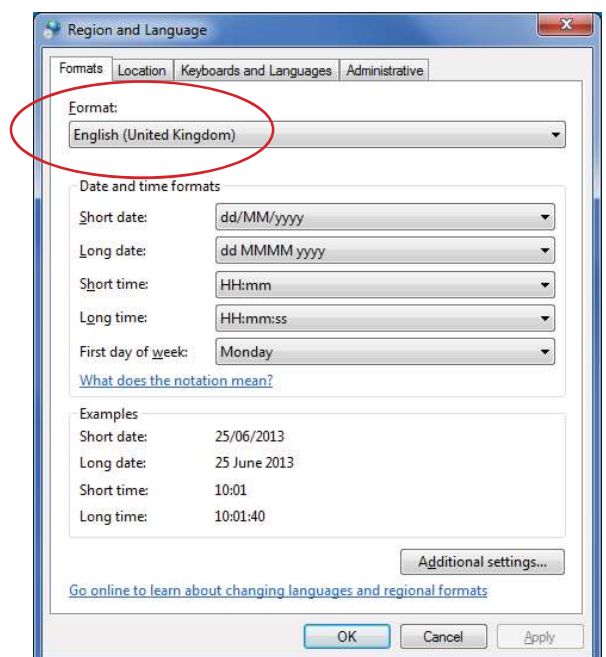 Region and Language
Formats Location Keyboards and Languages Administrative
Format:
English (United Kingdom)
Date and time formats
Short date: dd/MM/yyyy
Long date: dd MMMM yyyy
Short time: HH:mm
Long time: HH:mm:ss
First day of week: Monday
What does the notation mean?
Examples
Short date: 25/06/2013
Long date: 25 June 2013
Short time: 10:01
Long time: 10:01:40
Additional settings...
Go online to learn about changing languages and regional formats
OK Cancel Apply